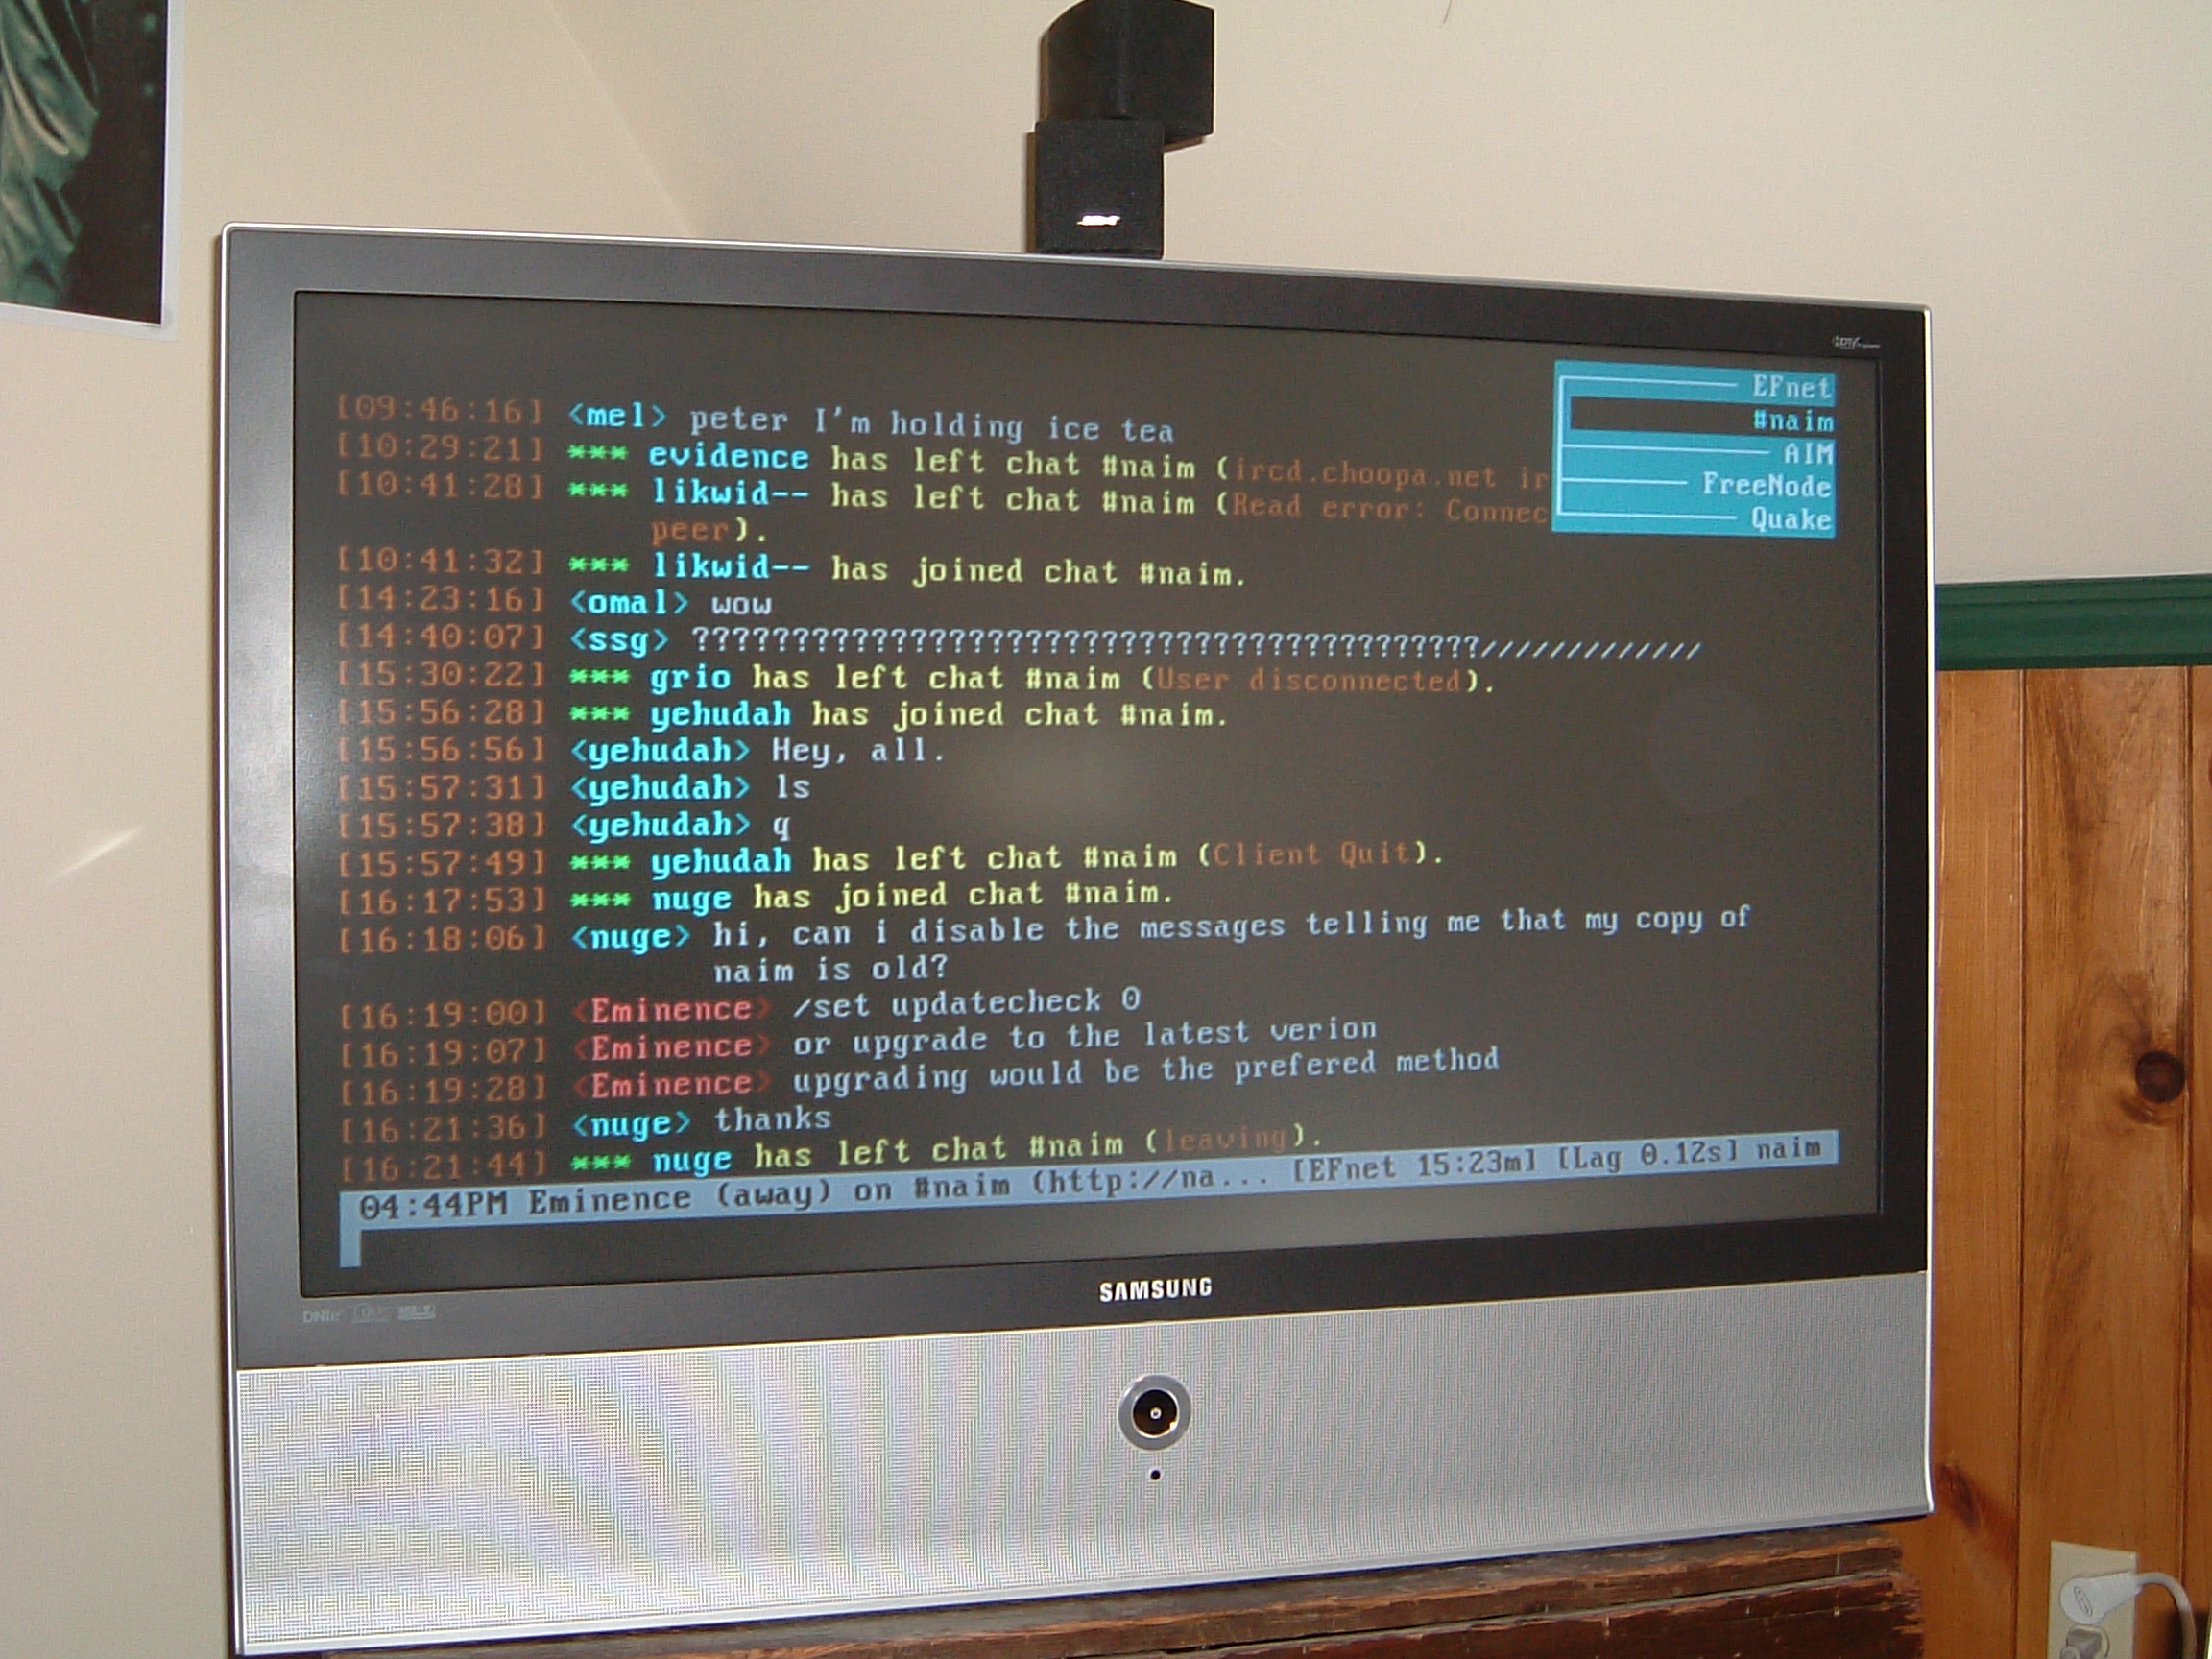 BOSE
[09:46:16] <mel> peter I'm holding ice tea
[10:29:21] *** evidence has left chat #naim (ircd.choopa.net ir
[10:41:28] *** likwid-- has left chat #naim (Read error: Connec
peer).
[10:41:32] *** likwid-- has joined chat #naim.
[14:23:16] <omal> wow
[14:40:07] <ssg> ???????????????????????????????????????/////////////
[15:30:22] *** grio has left chat #naim (User disconnected).
[15:56:28] *** yehudah has joined chat #naim.
[15:56:56] <yehudah> Hey, all.
[15:57:31] <yehudah> ls
[15:57:38] <yehudah> q
[15:57:49] *** yehudah has left chat #naim (Client Quit).
[16:17:53] *** nuge has joined chat #naim.
[16:18:06] <nuge> hi, can i disable the messages telling me that my copy of
naim is old?
[16:19:00] <Eminence> /set updatecheck 0
[16:19:07] <Eminence> or upgrade to the latest verion
[16:19:28] <Eminence> upgrading would be the prefered method
[16:21:36] <nuge> thanks
[16:21:44] *** nuge has left chat #naim (leaving).
04:44PM Eminence (away) on #naim (http://na... [EFnet 15:23m] [Lag 0.12s] naim
EFnet
#naim
AIM
FreeNode
Quake
SAMSUNG
DNIe